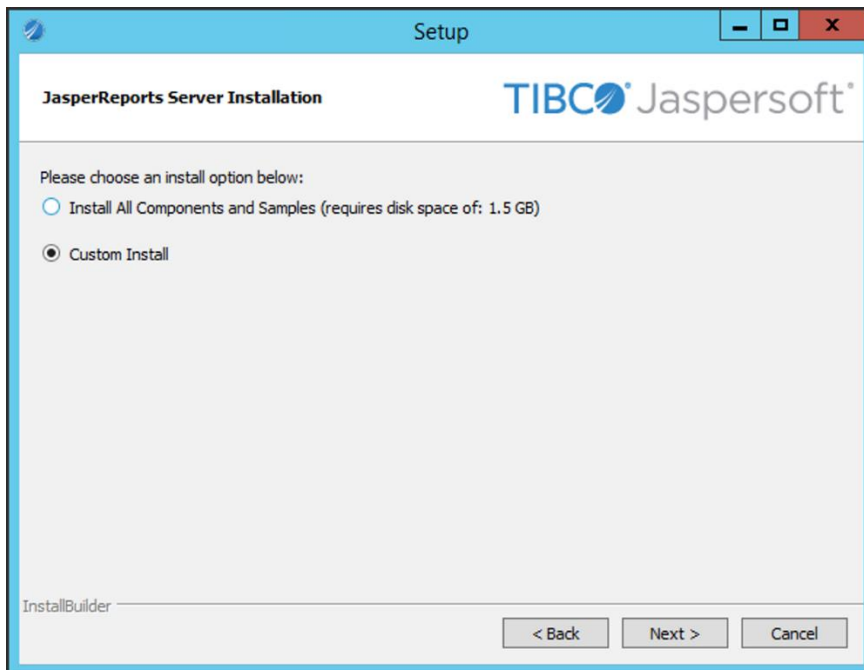 Setup
JasperReports Server Installation
TIBCO® Jaspersoft®
Please choose an install option below:
Install All Components and Samples (requires disk space of: 1.5 GB)
Custom Install
InstallBuilder
< Back Next > Cancel